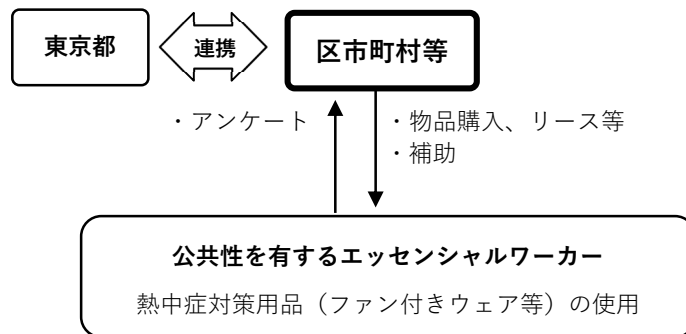 東京都
連携
区市町村等
・アンケート
・物品購入、リース等
・補助
公共性を有するエッセンシャルワーカー
熱中症対策用品（ファン付きウェア等）の使用